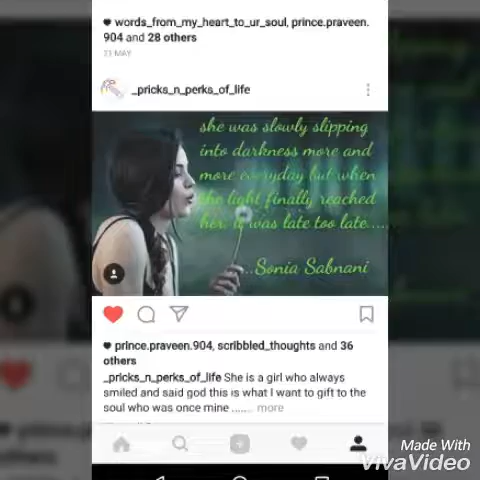 words_from_my_heart_to_ur_soul, prince.praveen.
904 and 28 others
21 MAY
_pricks_n_perks_of_life
she was slowly slipping
into darkness more and
more everyday but when
the light finally reached
her, it was late too late.....
...Sonia Sabnani
prince.praveen.904, scribbled_thoughts and 36
others
_pricks_n_perks_of_life She is a girl who always
smiled and said god this is what I want to gift to the
soul who was once mine ...... more
Made With
VivaVideo